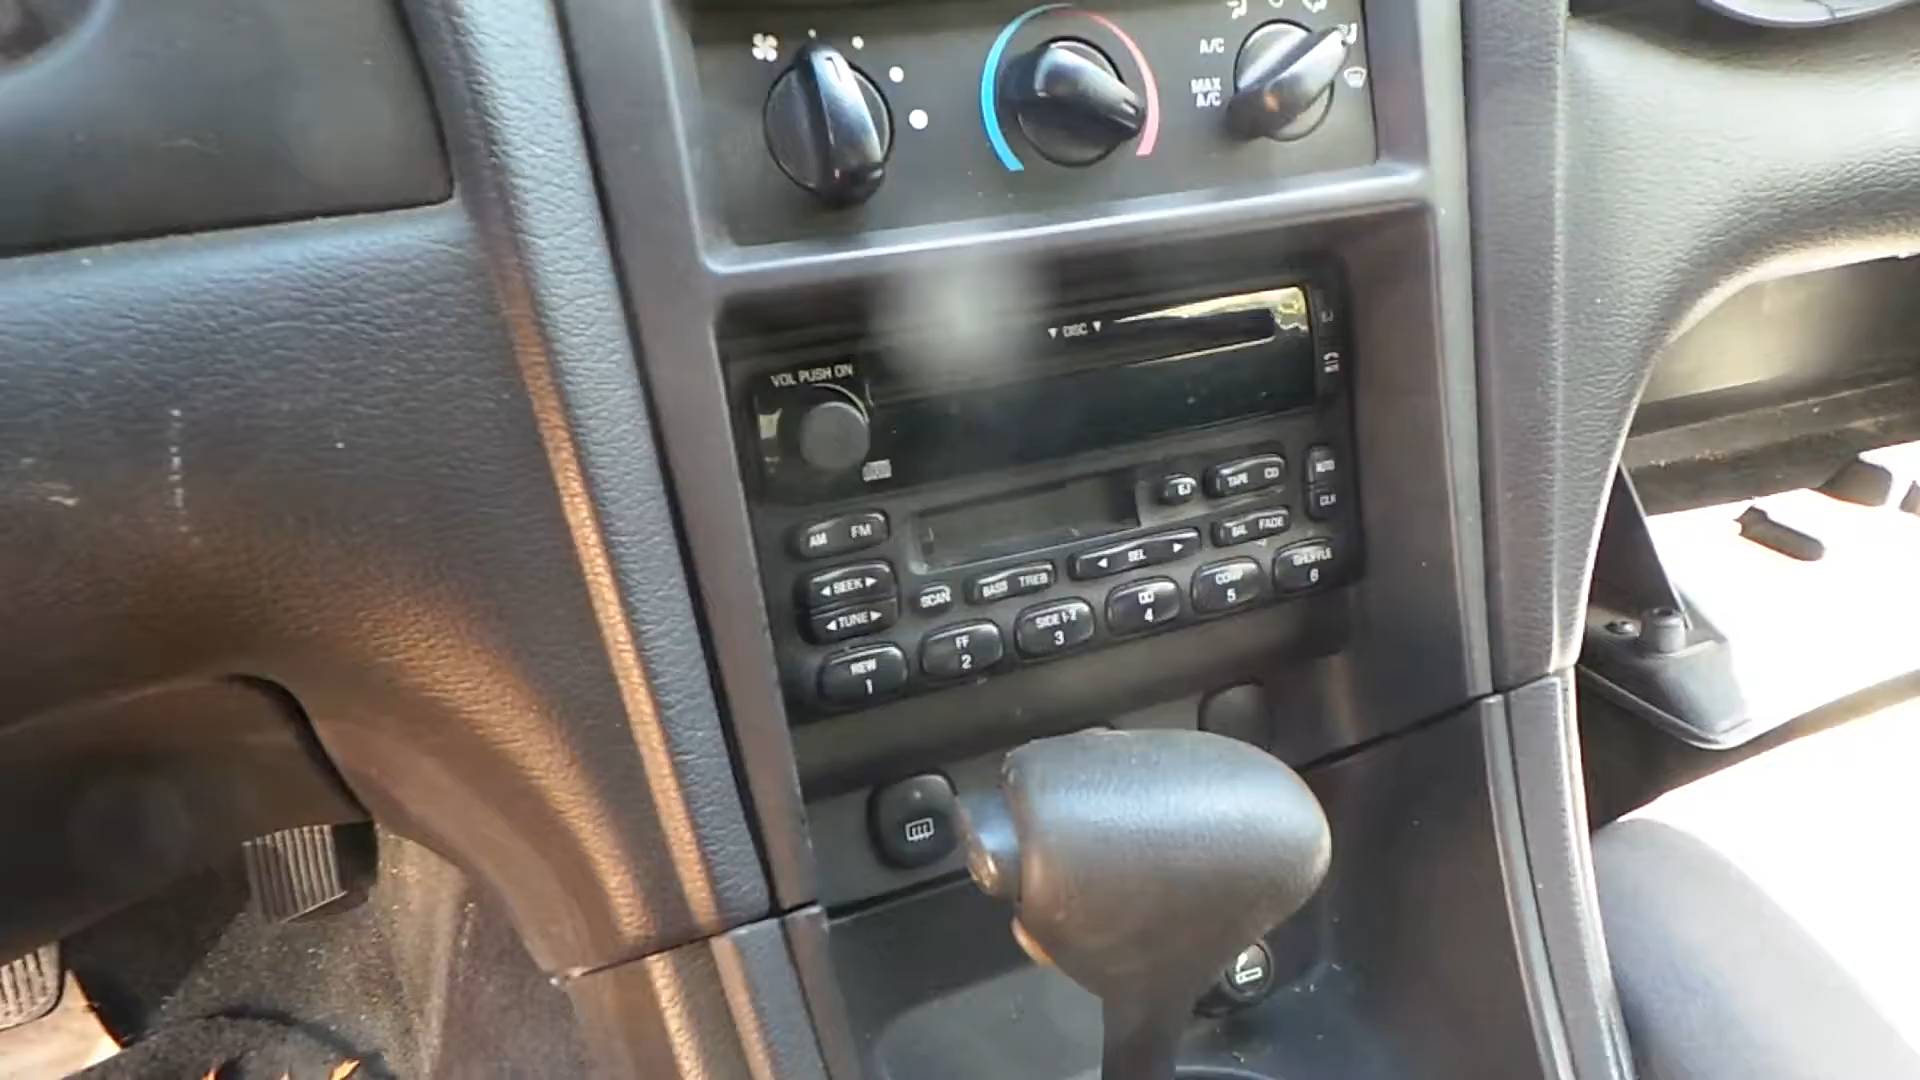 A/C
MAX
A/C
▼ DISC ▼
VOL PUSH ON
EJ
TAPE CD
AUTO
CLK
AM FM
BAL FADE
◀ SEL ▶
◀ SEEK ▶
SCAN
BASS TREB
◀ TUNE ▶
REW
1
FF
2
SIDE 1-2
3
4
COMP
5
SHUFFLE
6